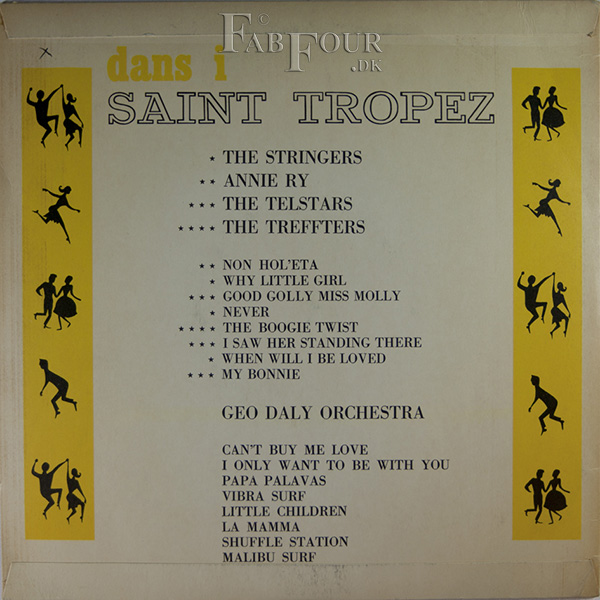 © FabFour .DK
dans i
SAINT TROPEZ
* THE STRINGERS
** ANNIE RY
*** THE TELSTARS
**** THE TREFFTERS
** NON HOL'ETA
* WHY LITTLE GIRL
*** GOOD GOLLY MISS MOLLY
* NEVER
**** THE BOOGIE TWIST
*** I SAW HER STANDING THERE
* WHEN WILL I BE LOVED
*** MY BONNIE
GEO DALY ORCHESTRA
CAN'T BUY ME LOVE
I ONLY WANT TO BE WITH YOU
PAPA PALAVAS
VIBRA SURF
LITTLE CHILDREN
LA MAMMA
SHUFFLE STATION
MALIBU SURF